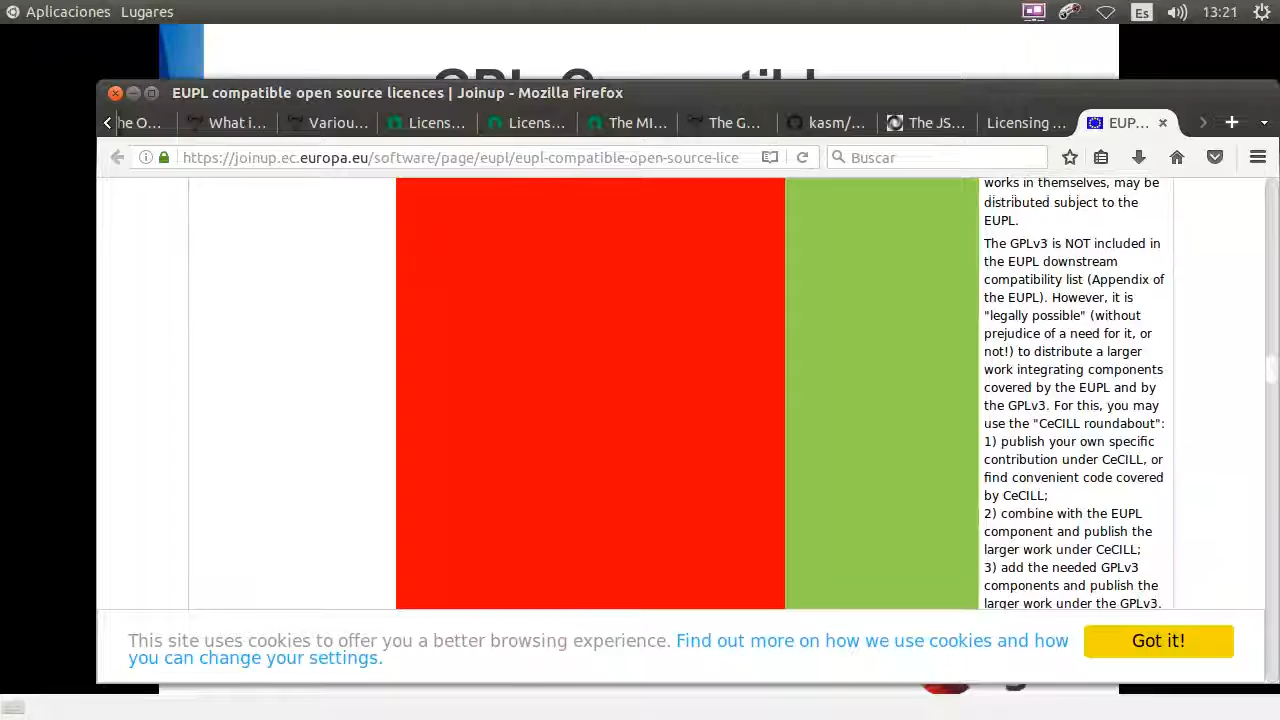 Aplicaciones Lugares Es 13:21
EUPL compatible open source licences | Joinup - Mozilla Firefox
he O... What i... Variou... Licens... Licens... The MI... The G... kasm/... The JS... Licensing ... EUP...
https://joinup.ec.europa.eu/software/page/eupl/eupl-compatible-open-source-lice Buscar
works in themselves, may be
distributed subject to the
EUPL.
The GPLv3 is NOT included in
the EUPL downstream
compatibility list (Appendix of
the EUPL). However, it is
"legally possible" (without
prejudice of a need for it, or
not!) to distribute a larger
work integrating components
covered by the EUPL and by
the GPLv3. For this, you may
use the "CeCILL roundabout":
1) publish your own specific
contribution under CeCILL, or
find convenient code covered
by CeCILL;
2) combine with the EUPL
component and publish the
larger work under CeCILL;
3) add the needed GPLv3
components and publish the
larger work under the GPLv3.
This site uses cookies to offer you a better browsing experience. Find out more on how we use cookies and how
you can change your settings.
Got it!